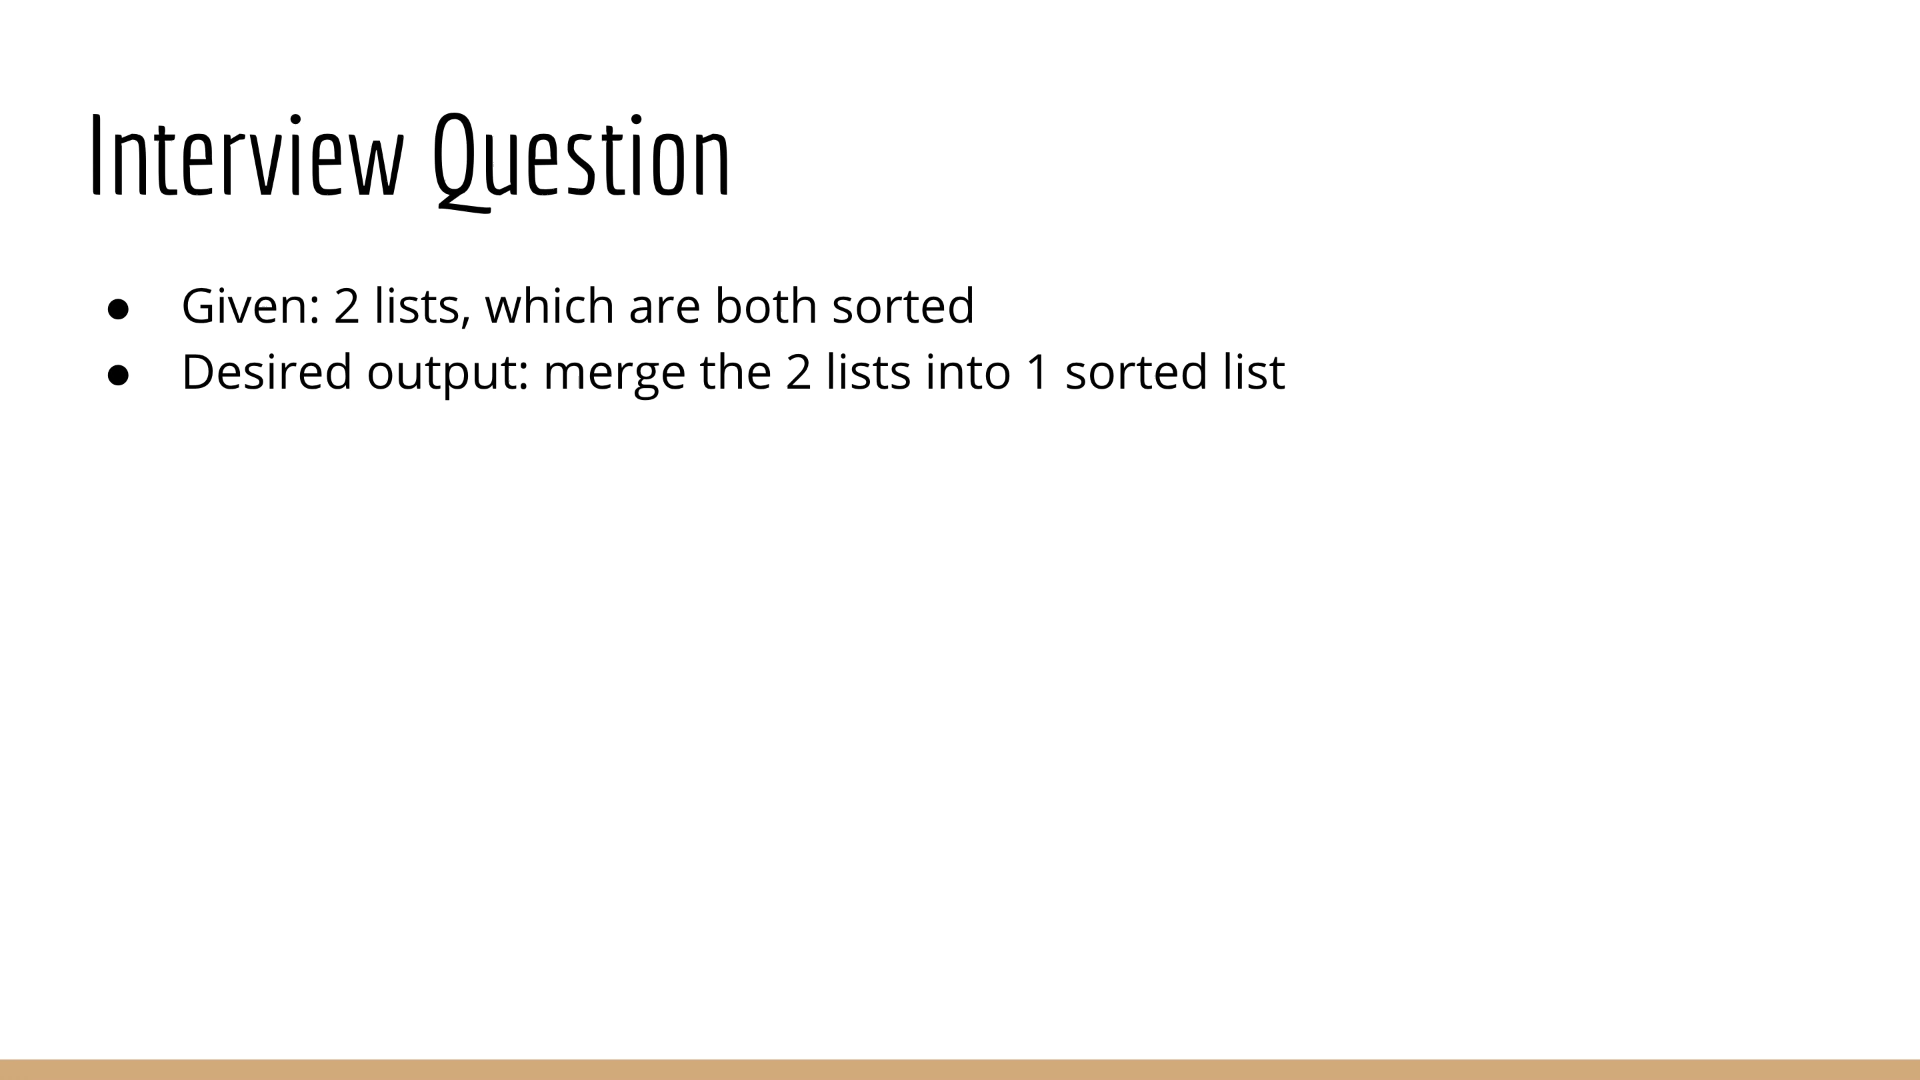 Interview Question
● Given: 2 lists, which are both sorted
● Desired output: merge the 2 lists into 1 sorted list